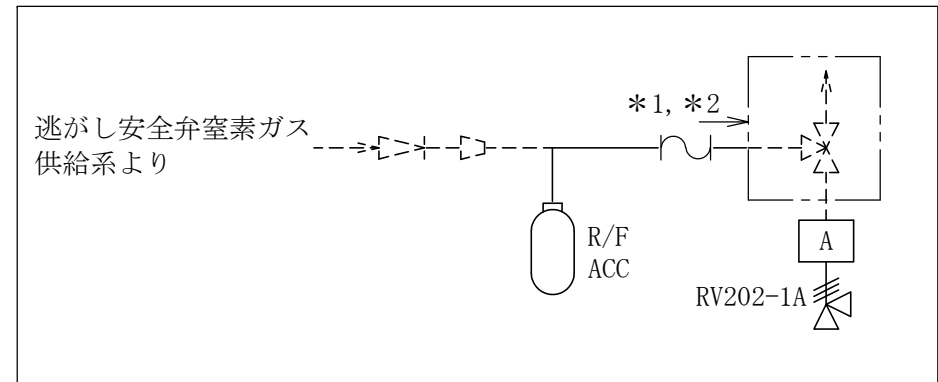 逃がし安全弁窒素ガス
供給系より
＊1, ＊2
R/F
ACC
A
RV202-1A